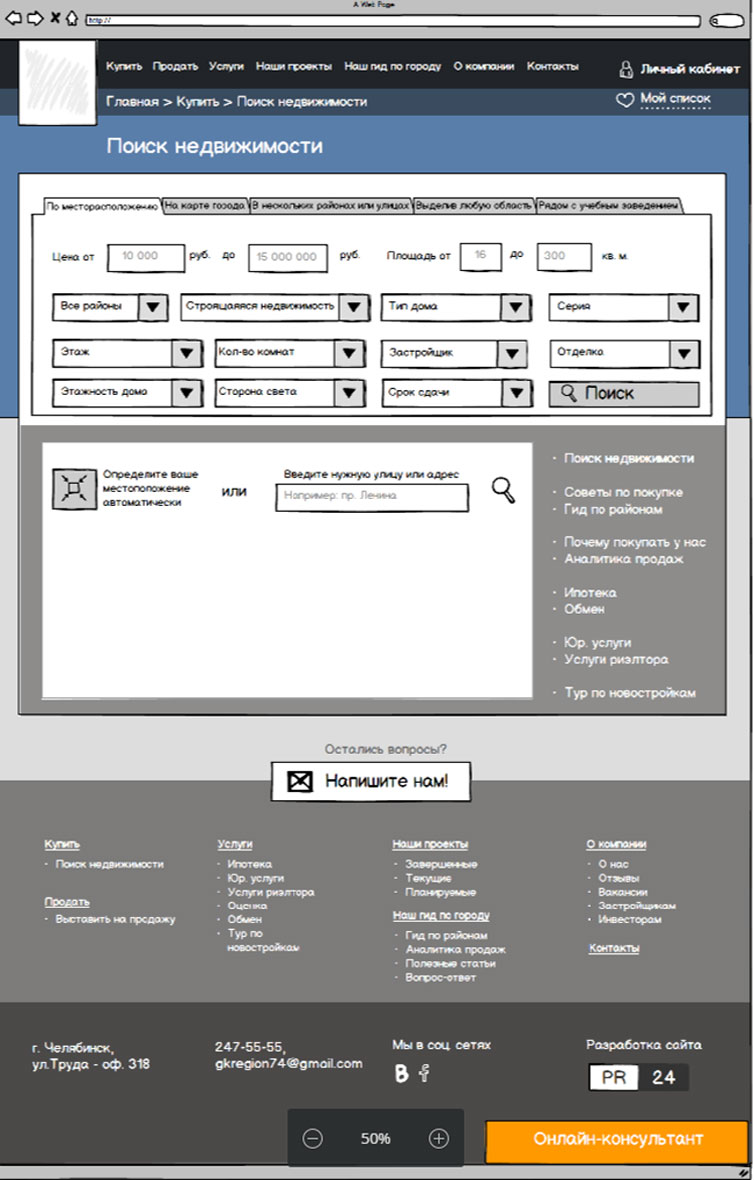 A Web Page
http://
Купить Продать Услуги Наши проекты Наш гид по городу О компании Контакты Личный кабинет
Главная > Купить > Поиск недвижимости Мой список
Поиск недвижимости
По месторасположению На карте города В нескольких районах или улицах Выделив любую область Рядом с учебным заведением
Цена от 10 000 руб. до 15 000 000 руб. Площадь от 16 до 300 кв. м.
Все районы Строящаяяся недвижимость Тип дома Серия
Этаж Кол-во комнат Застройщик Отделка
Этажность дома Сторона света Срок сдачи Поиск
Определите ваше
местопопожение
автоматически
или
Введите нужную улицу или адрес
Например: пр. Ленина
· Поиск недвижимости
· Советы по покупке
· Гид по районам
· Почему покупать у нас
· Аналитика продаж
· Ипотека
· Обмен
· Юр. услуги
· Услуги риэлтора
· Тур по новостройкам
Остались вопросы?
Напишите нам!
Купить
· Поиск недвижимости
Продать
· Выставить на продажу
Услуги
· Ипотека
· Юр. услуги
· Услуги риэлтора
· Оценка
· Обмен
· Тур по
новостройкам
Наши проекты
· Завершенные
· Текущие
· Планируемые
Наш гид по городу
· Гид по районам
· Аналитика продаж
· Полезные статьи
· Вопрос-ответ
О компании
· О нас
· Отзывы
· Вакансии
· Застройщикам
· Инвесторам
Контакты
г. Челябинск,
ул.Труда - оф. 318
247-55-55,
gkregion74@gmail.com
Мы в соц. сетях
В f
Разработка сайта
PR 24
50%
Онлайн-консультант